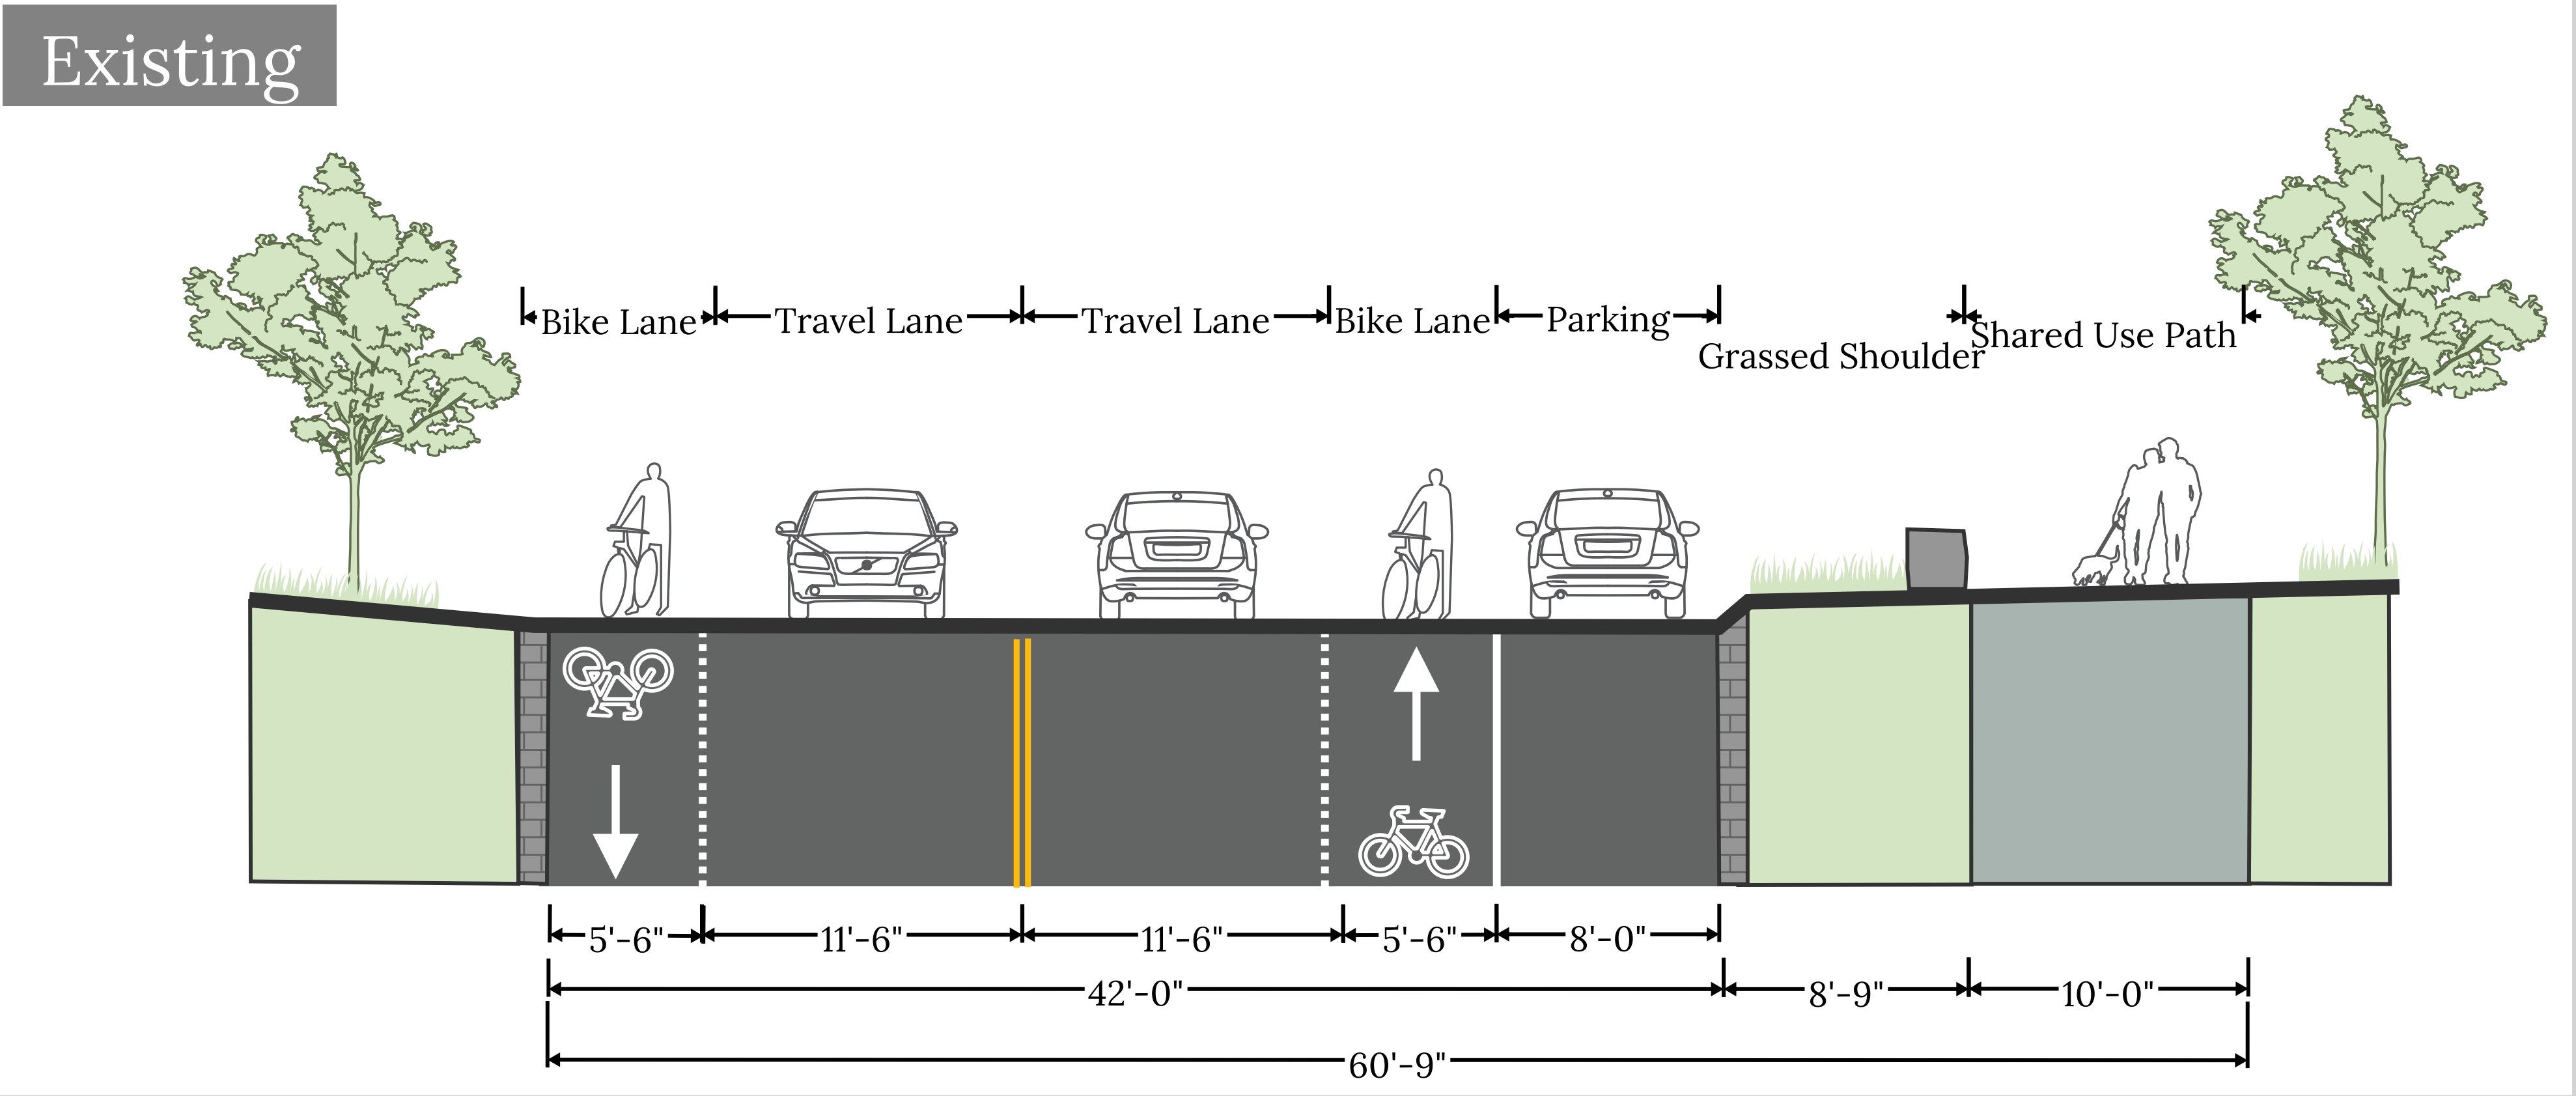 Existing
Bike Lane
Travel Lane
Travel Lane
Bike Lane
Parking
Grassed Shoulder
Shared Use Path
5'-6"
11'-6"
11'-6"
5'-6"
8'-0"
42'-0"
8'-9"
10'-0"
60'-9"